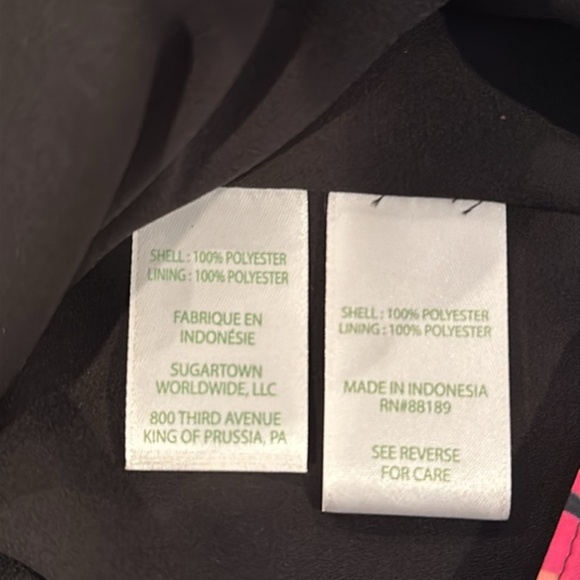 SHELL : 100% POLYESTER
LINING : 100% POLYESTER
FABRIQUE EN
INDONÉSIE
SUGARTOWN
WORLDWIDE, LLC
800 THIRD AVENUE
KING OF PRUSSIA, PA
SHELL : 100% POLYESTER
LINING : 100% POLYESTER
MADE IN INDONESIA
RN#88189
SEE REVERSE
FOR CARE